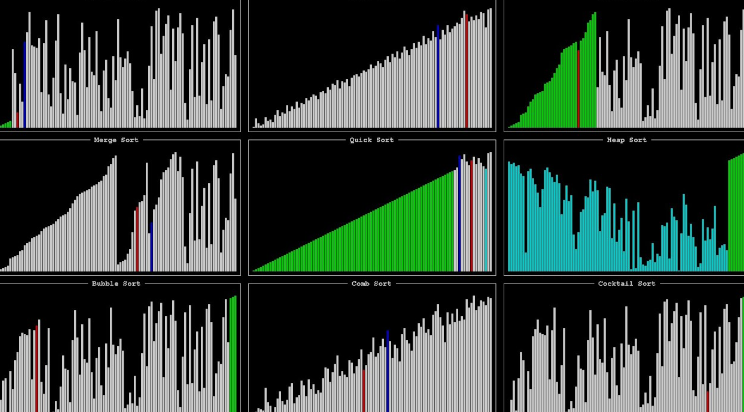 Merge Sort
Quick Sort
Heap Sort
Bubble Sort
Comb Sort
Cocktail Sort